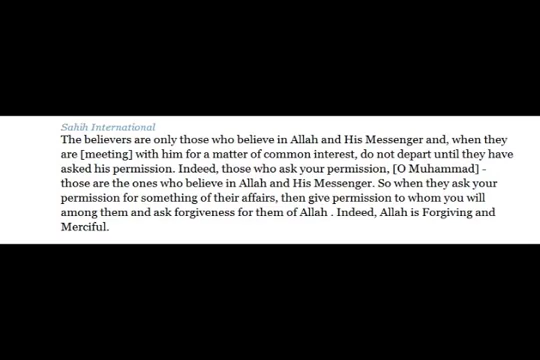 Sahih International
The believers are only those who believe in Allah and His Messenger and, when they
are [meeting] with him for a matter of common interest, do not depart until they have
asked his permission. Indeed, those who ask your permission, [O Muhammad] -
those are the ones who believe in Allah and His Messenger. So when they ask your
permission for something of their affairs, then give permission to whom you will
among them and ask forgiveness for them of Allah . Indeed, Allah is Forgiving and
Merciful.